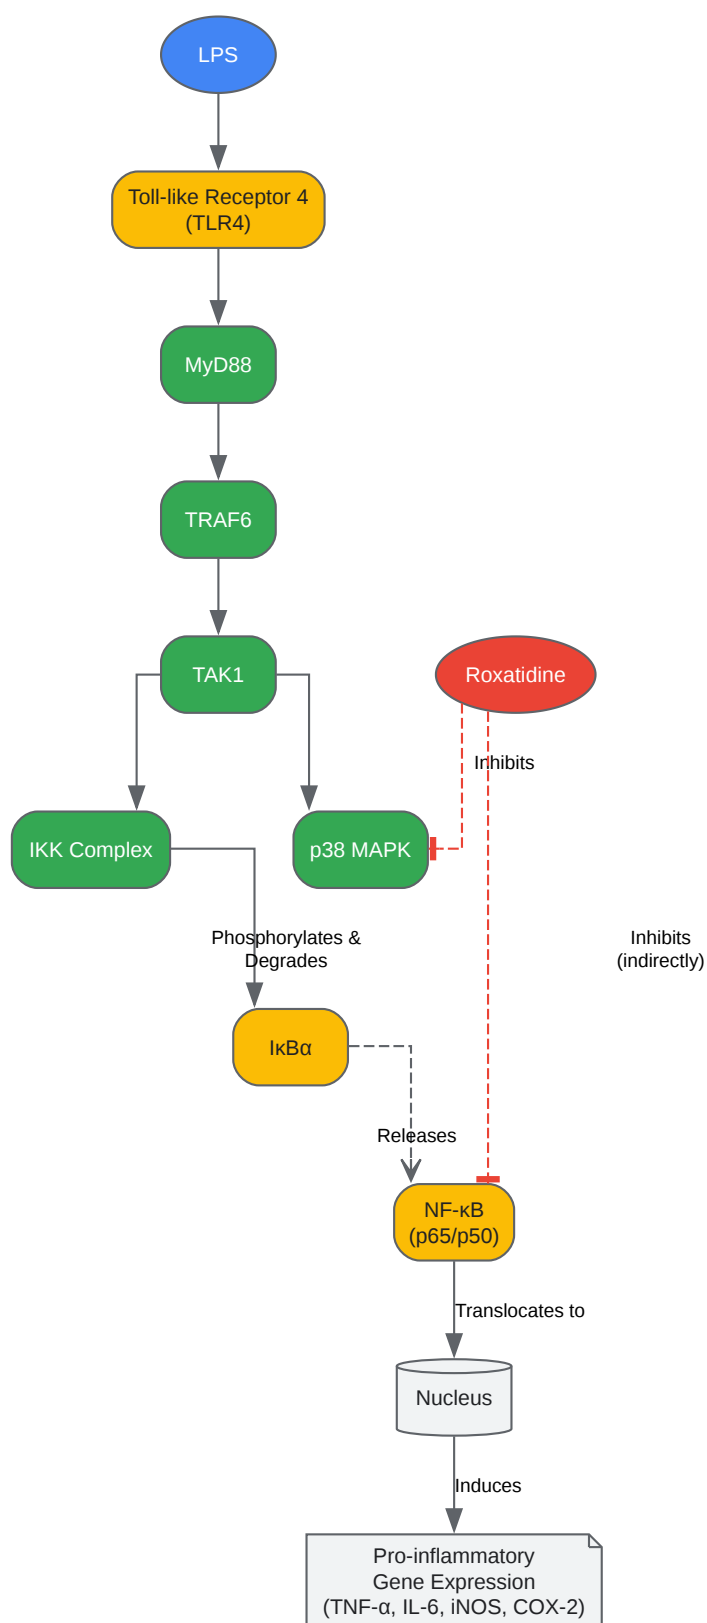 LPS
Toll-like Receptor 4
(TLR4)
MyD88
TRAF6
TAK1
Roxatidine
Inhibits
IKK Complex
p38 MAPK
Phosphorylates &
Degrades
Inhibits
(indirectly)
IκBα
Releases
NF-κB
(p65/p50)
Translocates to
Nucleus
Induces
Pro-inflammatory
Gene Expression
(TNF-α, IL-6, iNOS, COX-2)